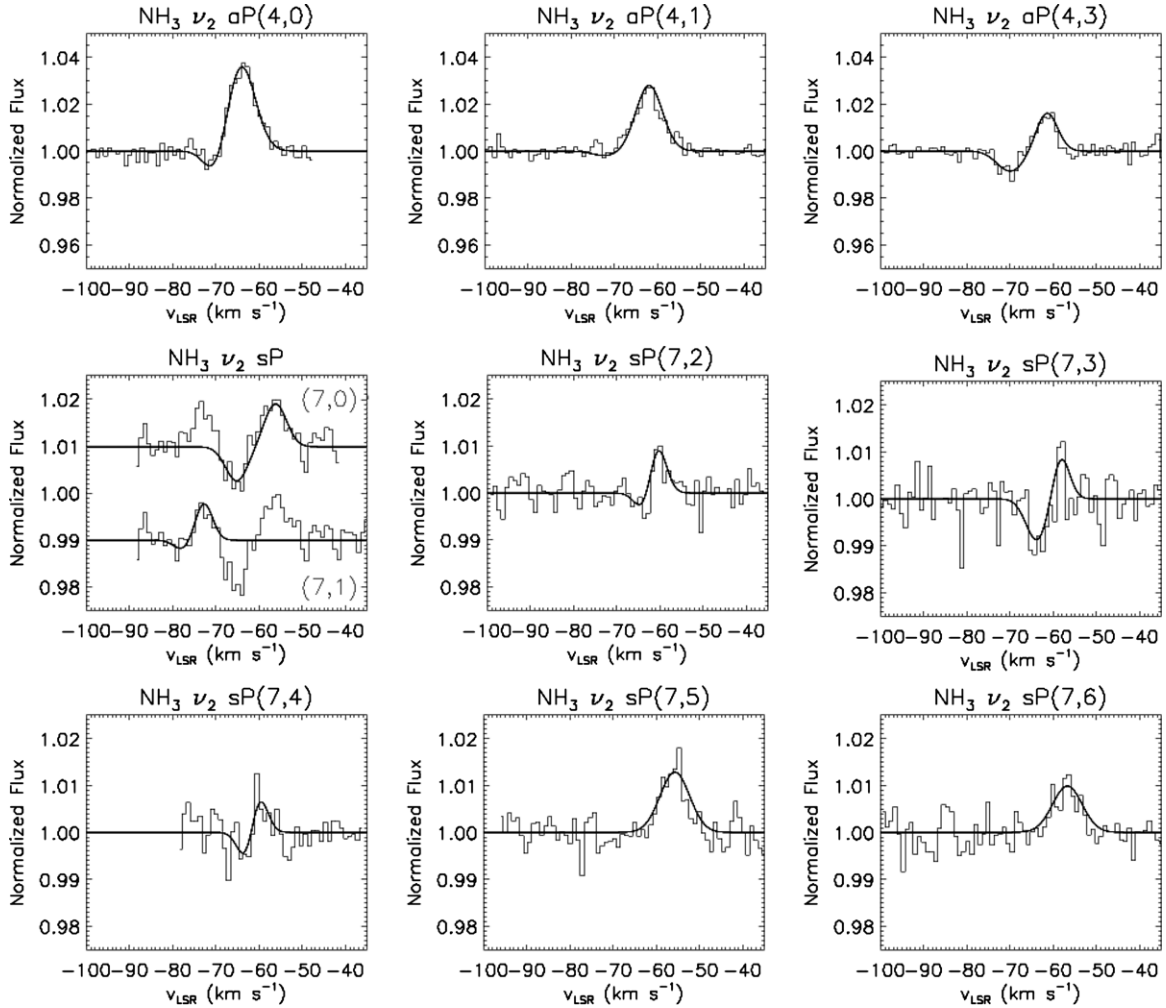 NH₃ ν₂ aP(4,0)
1.04
1.02
1.00
0.98
0.96
Normalized Flux
−100 −90 −80 −70 −60 −50 −40
v_LSR (km s⁻¹)
NH₃ ν₂ aP(4,1)
1.04
1.02
1.00
0.98
0.96
Normalized Flux
−100 −90 −80 −70 −60 −50 −40
v_LSR (km s⁻¹)
NH₃ ν₂ aP(4,3)
1.04
1.02
1.00
0.98
0.96
Normalized Flux
−100 −90 −80 −70 −60 −50 −40
v_LSR (km s⁻¹)
NH₃ ν₂ sP
(7,0)
1.02
1.01
1.00
0.99
0.98
Normalized Flux
(7,1)
−100 −90 −80 −70 −60 −50 −40
v_LSR (km s⁻¹)
NH₃ ν₂ sP(7,2)
1.02
1.01
1.00
0.99
0.98
Normalized Flux
−100 −90 −80 −70 −60 −50 −40
v_LSR (km s⁻¹)
NH₃ ν₂ sP(7,3)
1.02
1.01
1.00
0.99
0.98
Normalized Flux
−100 −90 −80 −70 −60 −50 −40
v_LSR (km s⁻¹)
NH₃ ν₂ sP(7,4)
1.02
1.01
1.00
0.99
0.98
Normalized Flux
−100 −90 −80 −70 −60 −50 −40
v_LSR (km s⁻¹)
NH₃ ν₂ sP(7,5)
1.02
1.01
1.00
0.99
0.98
Normalized Flux
−100 −90 −80 −70 −60 −50 −40
v_LSR (km s⁻¹)
NH₃ ν₂ sP(7,6)
1.02
1.01
1.00
0.99
0.98
Normalized Flux
−100 −90 −80 −70 −60 −50 −40
v_LSR (km s⁻¹)